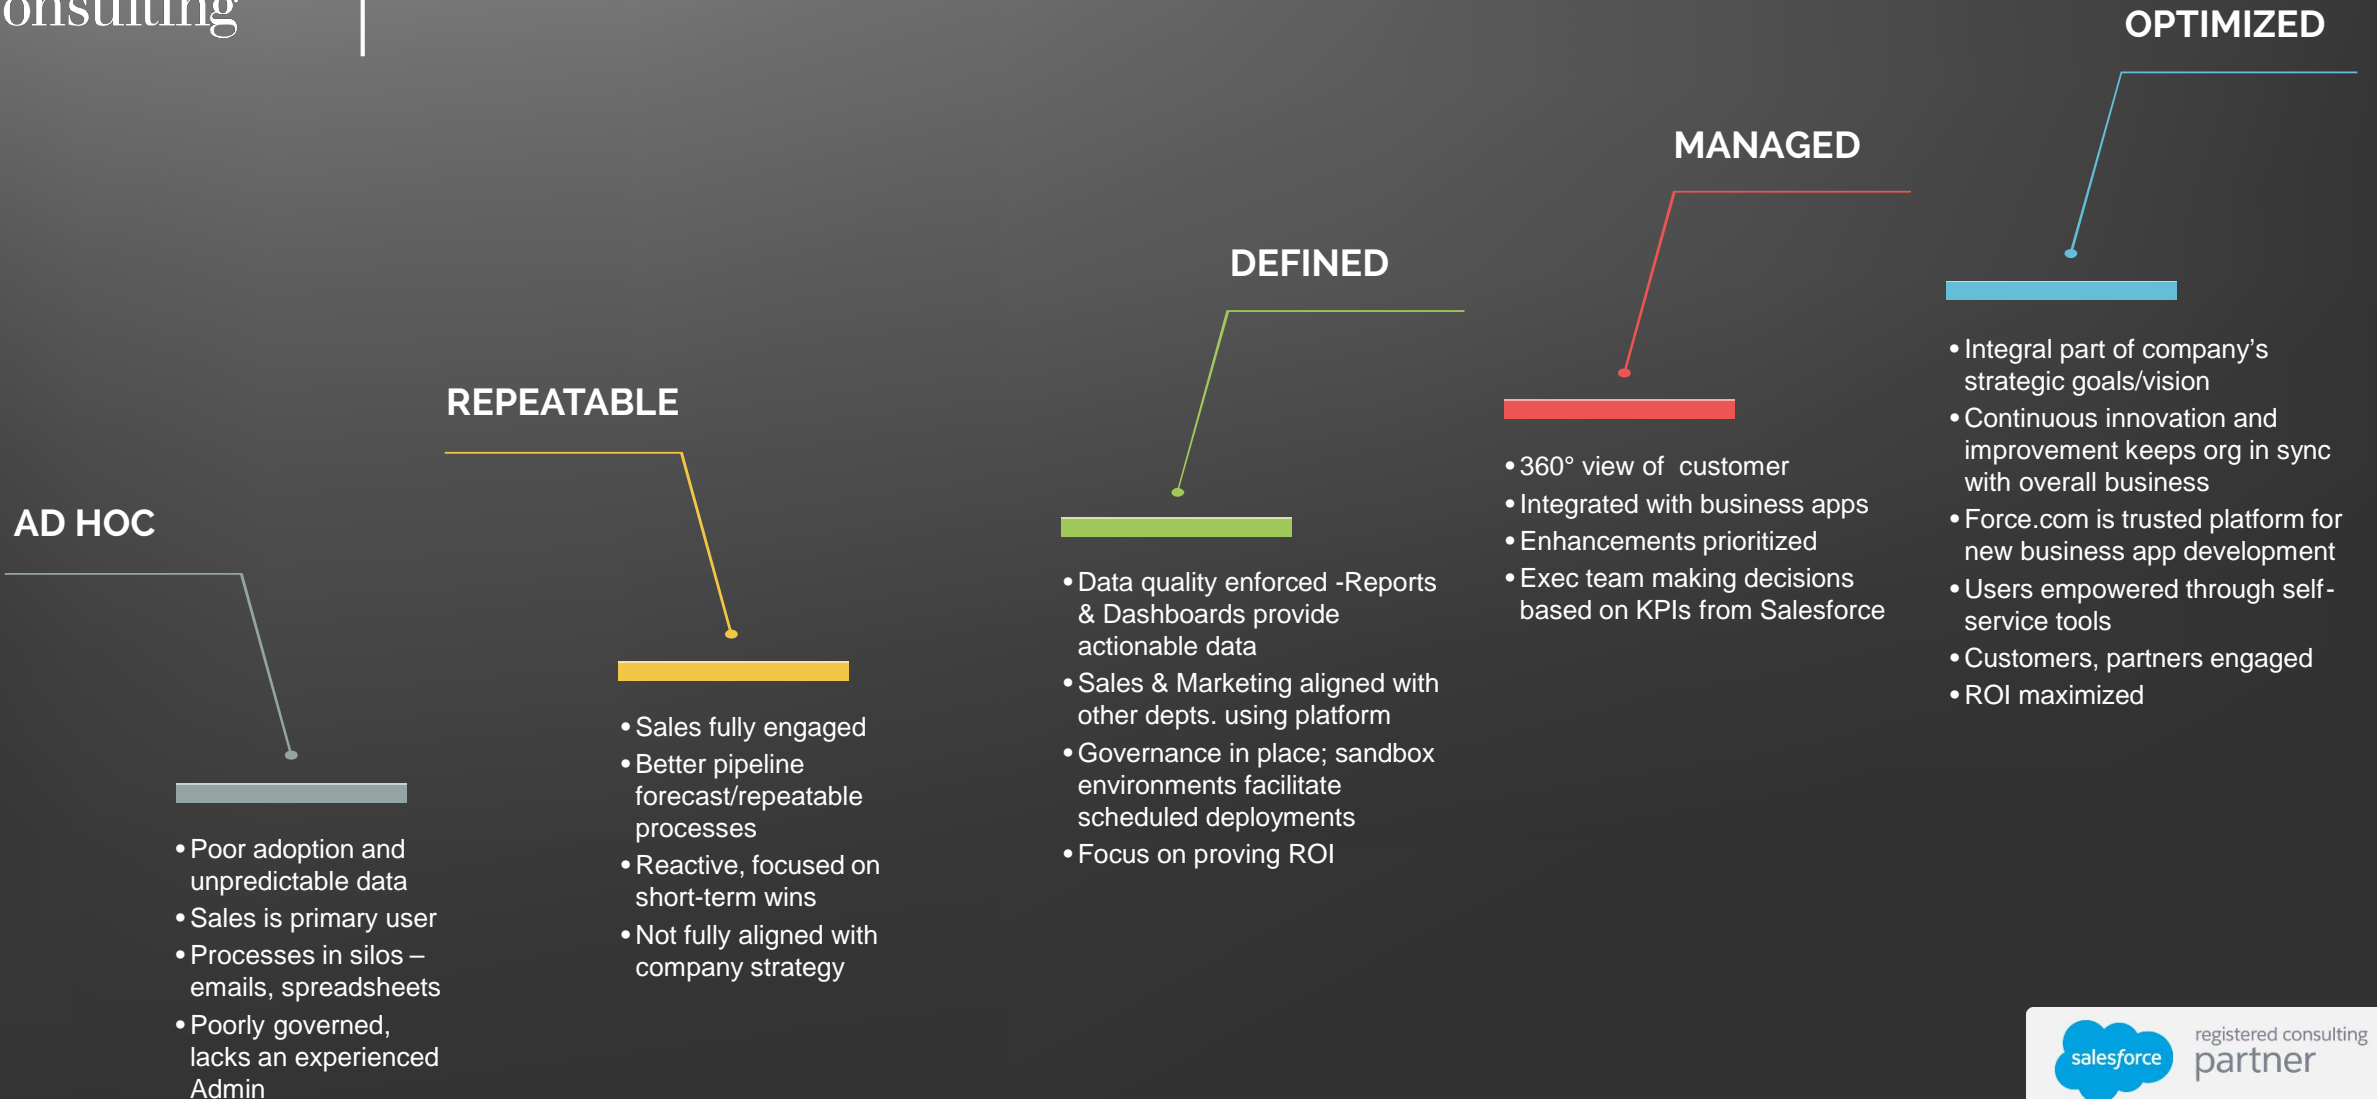 onsulting
OPTIMIZED
MANAGED
DEFINED
REPEATABLE
AD HOC
• Poor adoption and
unpredictable data
• Sales is primary user
• Processes in silos –
emails, spreadsheets
• Poorly governed,
lacks an experienced
Admin
• Sales fully engaged
• Better pipeline
forecast/repeatable
processes
• Reactive, focused on
short-term wins
• Not fully aligned with
company strategy
• Data quality enforced -Reports
& Dashboards provide
actionable data
• Sales & Marketing aligned with
other depts. using platform
• Governance in place; sandbox
environments facilitate
scheduled deployments
• Focus on proving ROI
• 360° view of  customer
• Integrated with business apps
• Enhancements prioritized
• Exec team making decisions
based on KPIs from Salesforce
• Integral part of company’s
strategic goals/vision
• Continuous innovation and
improvement keeps org in sync
with overall business
• Force.com is trusted platform for
new business app development
• Users empowered through self-
service tools
• Customers, partners engaged
• ROI maximized
salesforce
registered consulting
partner